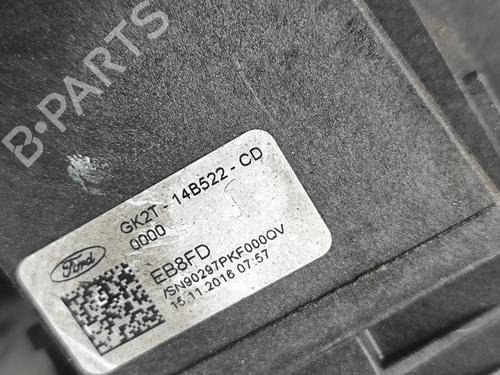 B-PARTS
GK2T - 14B522 - CD
0000
Ford
EB8FD
/SN90297PKF000QV
15.11.2016 07:57